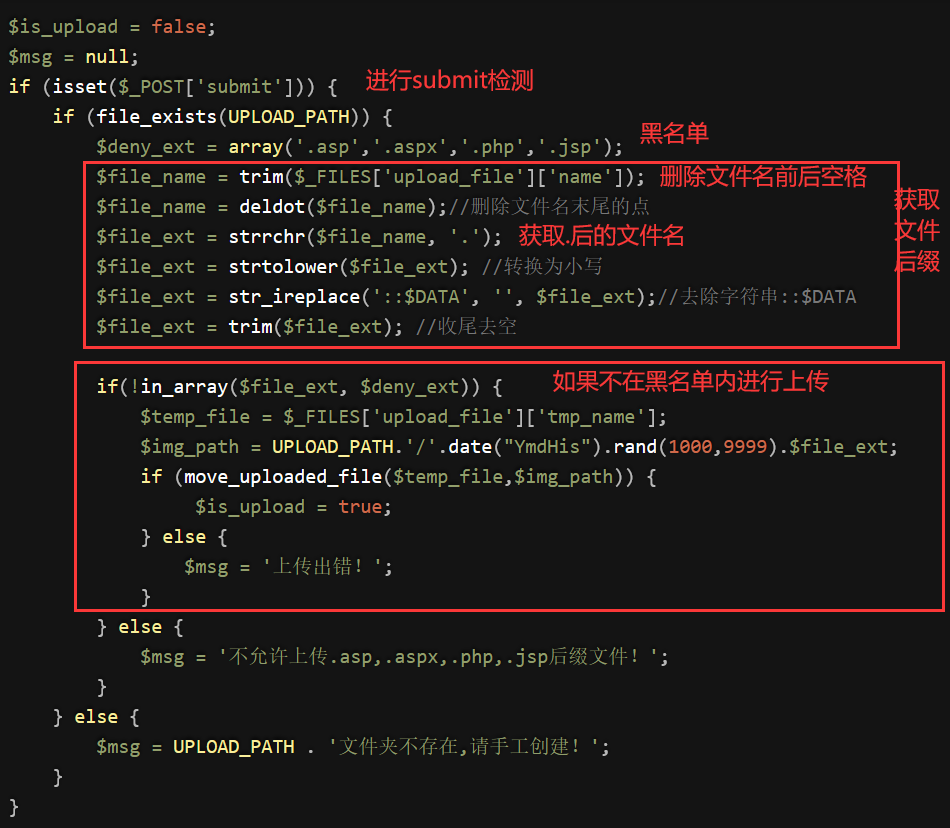 $is_upload = false;
$msg = null;
if (isset($_POST['submit'])) { 进行submit检测
if (file_exists(UPLOAD_PATH)) {
$deny_ext = array('.asp','.aspx','.php','.jsp'); 黑名单
$file_name = trim($_FILES['upload_file']['name']); 删除文件名前后空格
$file_name = deldot($file_name);//删除文件名末尾的点
$file_ext = strrchr($file_name, '.'); 获取.后的文件名
$file_ext = strtolower($file_ext); //转换为小写
$file_ext = str_ireplace('::$DATA', '', $file_ext);//去除字符串::$DATA
$file_ext = trim($file_ext); //收尾去空
获取
文件
后缀
if(!in_array($file_ext, $deny_ext)) { 如果不在黑名单内进行上传
$temp_file = $_FILES['upload_file']['tmp_name'];
$img_path = UPLOAD_PATH.'/'.date("YmdHis").rand(1000,9999).$file_ext;
if (move_uploaded_file($temp_file,$img_path)) {
$is_upload = true;
} else {
$msg = '上传出错！';
}
} else {
$msg = '不允许上传.asp,.aspx,.php,.jsp后缀文件！';
}
} else {
$msg = UPLOAD_PATH . '文件夹不存在,请手工创建！';
}
}